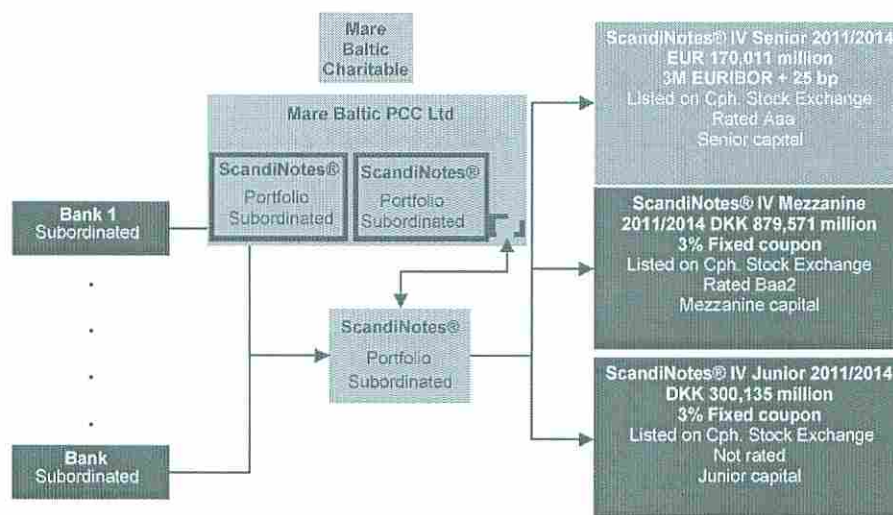 Mare
Baltic
Charitable
Mare Baltic PCC Ltd
ScandiNotes®
Portfolio
Subordinated
ScandiNotes®
Portfolio
Subordinated
Bank 1
Subordinated
.
.
.
.
Bank
Subordinated
ScandiNotes®
Portfolio
Subordinated
ScandiNotes® IV Senior 2011/2014
EUR 170,011 million
3M EURIBOR + 25 bp
Listed on Cph. Stock Exchange
Rated Aaa
Senior capital
ScandiNotes® IV Mezzanine
2011/2014 DKK 879,571 million
3% Fixed coupon
Listed on Cph. Stock Exchange
Rated Baa2
Mezzanine capital
ScandiNotes® IV Junior 2011/2014
DKK 300,135 million
3% Fixed coupon
Listed on Cph. Stock Exchange
Not rated
Junior capital